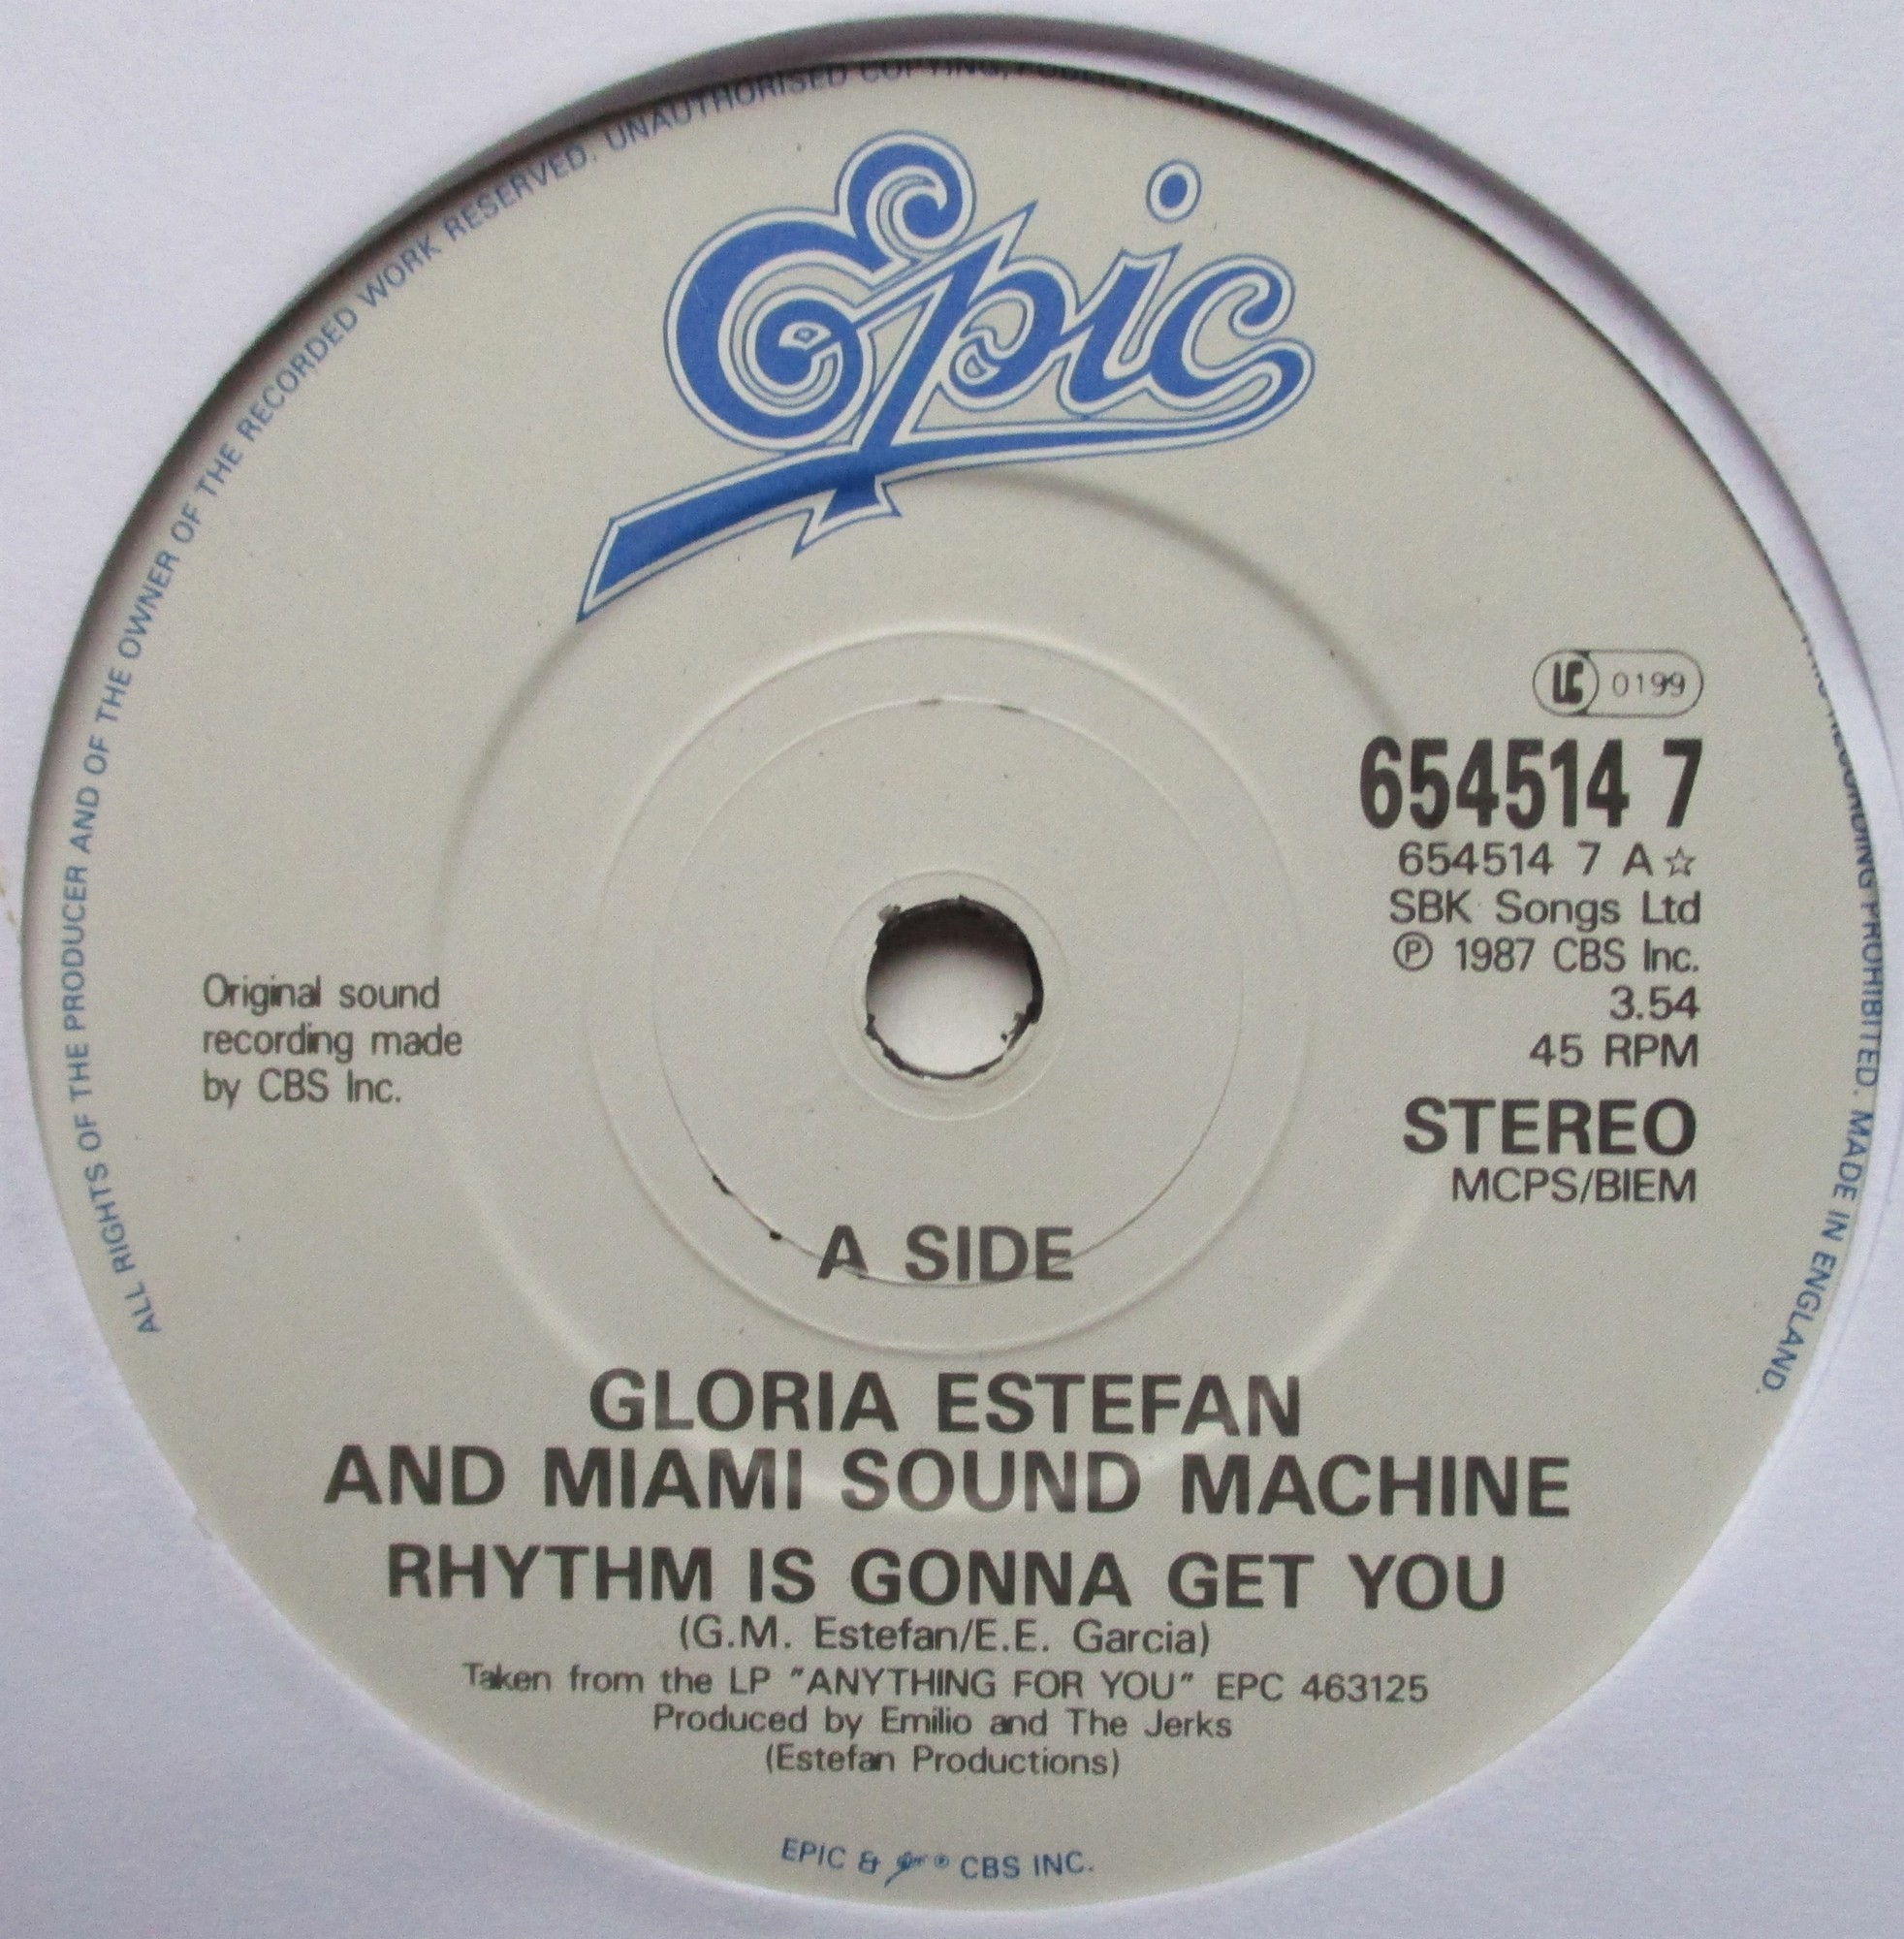 ALL RIGHTS OF THE PRODUCER AND OF THE OWNER OF THE RECORDED WORK RESERVED. UNAUTHORISED COPYING, RECORDING PROHIBITED. MADE IN ENGLAND.
Epic
LC 0199
654514 7
654514 7 A☆
SBK Songs Ltd
℗ 1987 CBS Inc.
3.54
45 RPM
STEREO
MCPS/BIEM
Original sound
recording made
by CBS Inc.
A SIDE
GLORIA ESTEFAN
AND MIAMI SOUND MACHINE
RHYTHM IS GONNA GET YOU
(G.M. Estefan/E.E. Garcia)
Taken from the LP "ANYTHING FOR YOU" EPC 463125
Produced by Emilio and The Jerks
(Estefan Productions)
EPIC & Epic ® CBS INC.